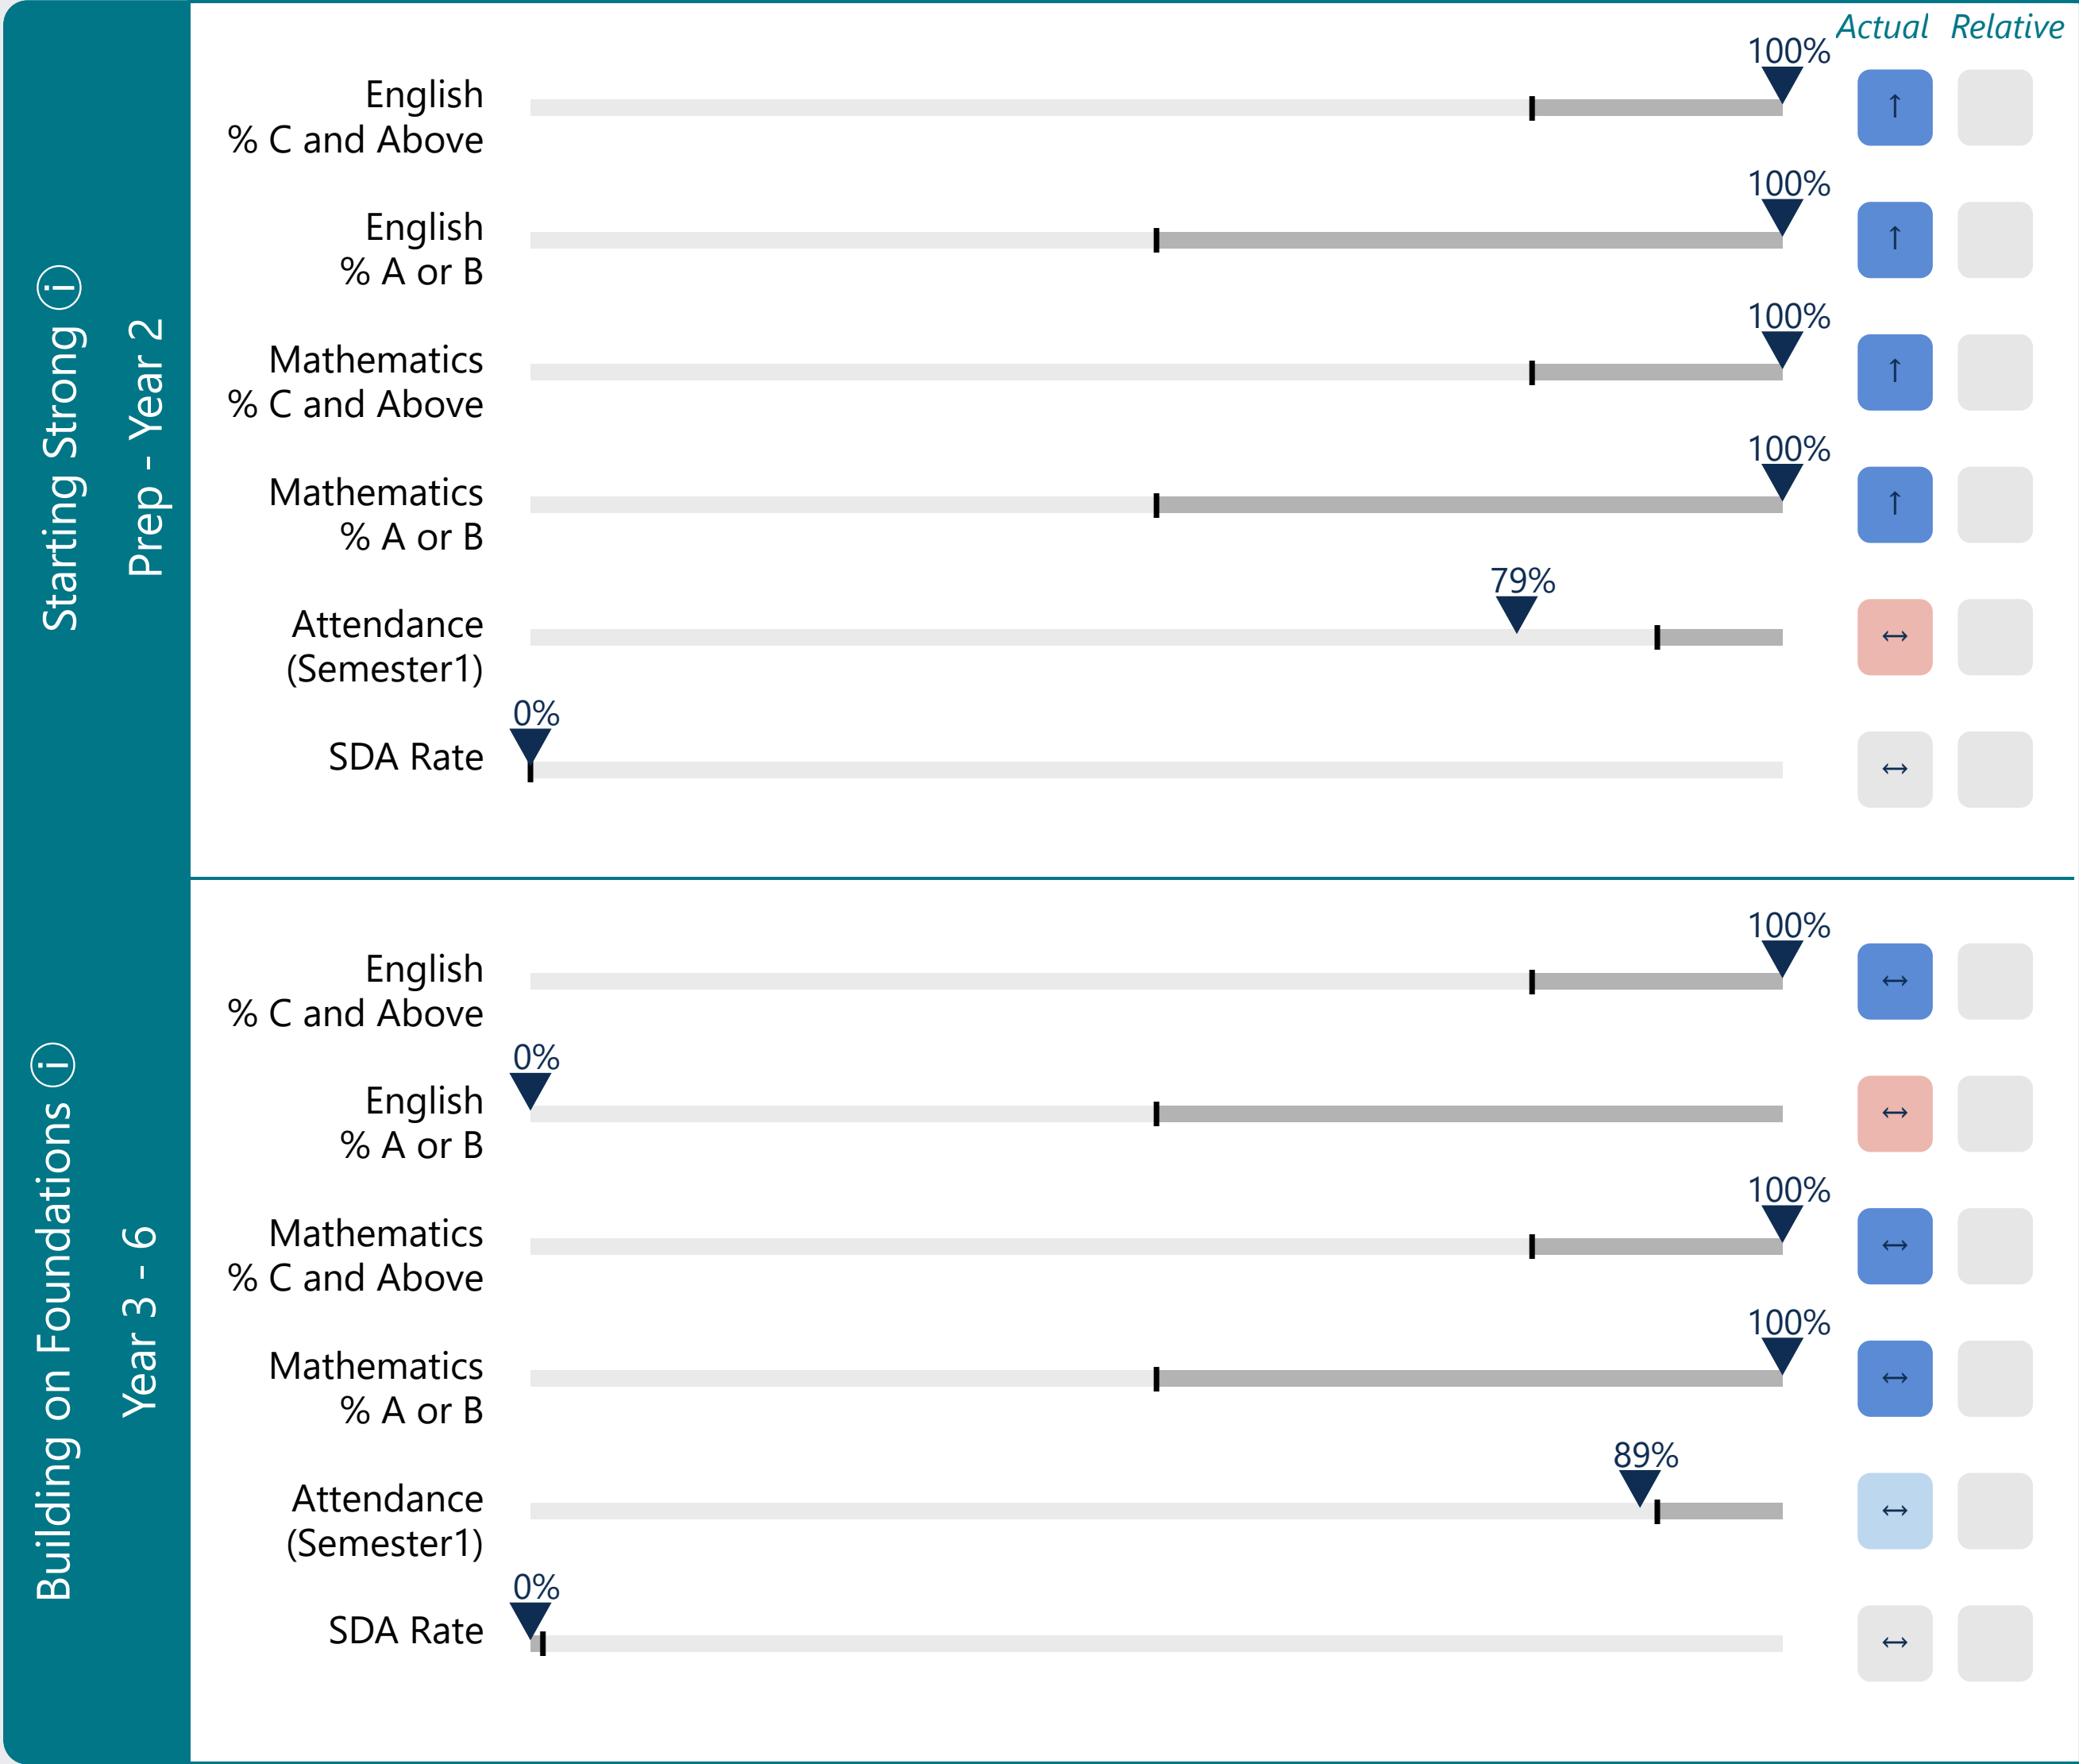 Actual Relative
Starting Strong ⓘ
Prep - Year 2
100%
English
% C and Above
↑
100%
English
% A or B
↑
100%
Mathematics
% C and Above
↑
100%
Mathematics
% A or B
↑
79%
Attendance
(Semester1)
↔
0%
SDA Rate
↔
Building on Foundations ⓘ
Year 3 - 6
100%
English
% C and Above
↔
0%
English
% A or B
↔
100%
Mathematics
% C and Above
↔
100%
Mathematics
% A or B
↔
89%
Attendance
(Semester1)
↔
0%
SDA Rate
↔